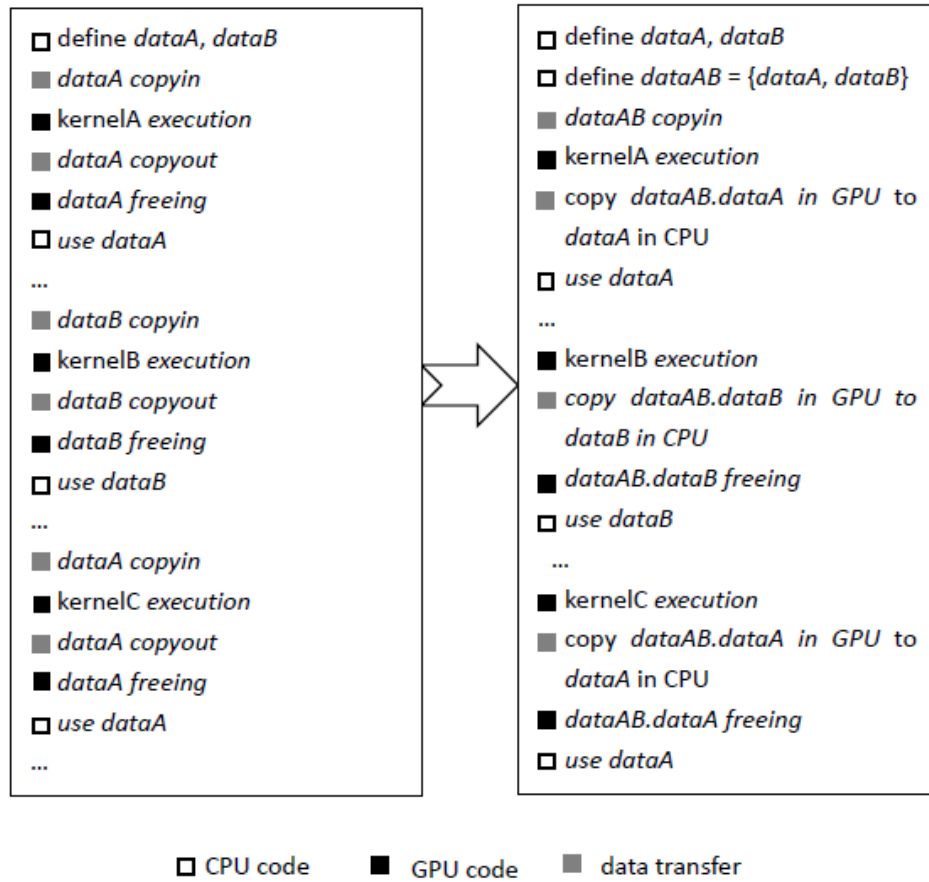 define dataA, dataB
dataA copyin
kernelA execution
dataA copyout
dataA freeing
use dataA
...
dataB copyin
kernelB execution
dataB copyout
dataB freeing
use dataB
...
dataA copyin
kernelC execution
dataA copyout
dataA freeing
use dataA
...
define dataA, dataB
define dataAB = {dataA, dataB}
dataAB copyin
kernelA execution
copy dataAB.dataA in GPU to
dataA in CPU
use dataA
...
kernelB execution
copy dataAB.dataB in GPU to
dataB in CPU
dataAB.dataB freeing
use dataB
...
kernelC execution
copy dataAB.dataA in GPU to
dataA in CPU
dataAB.dataA freeing
use dataA
CPU code GPU code data transfer